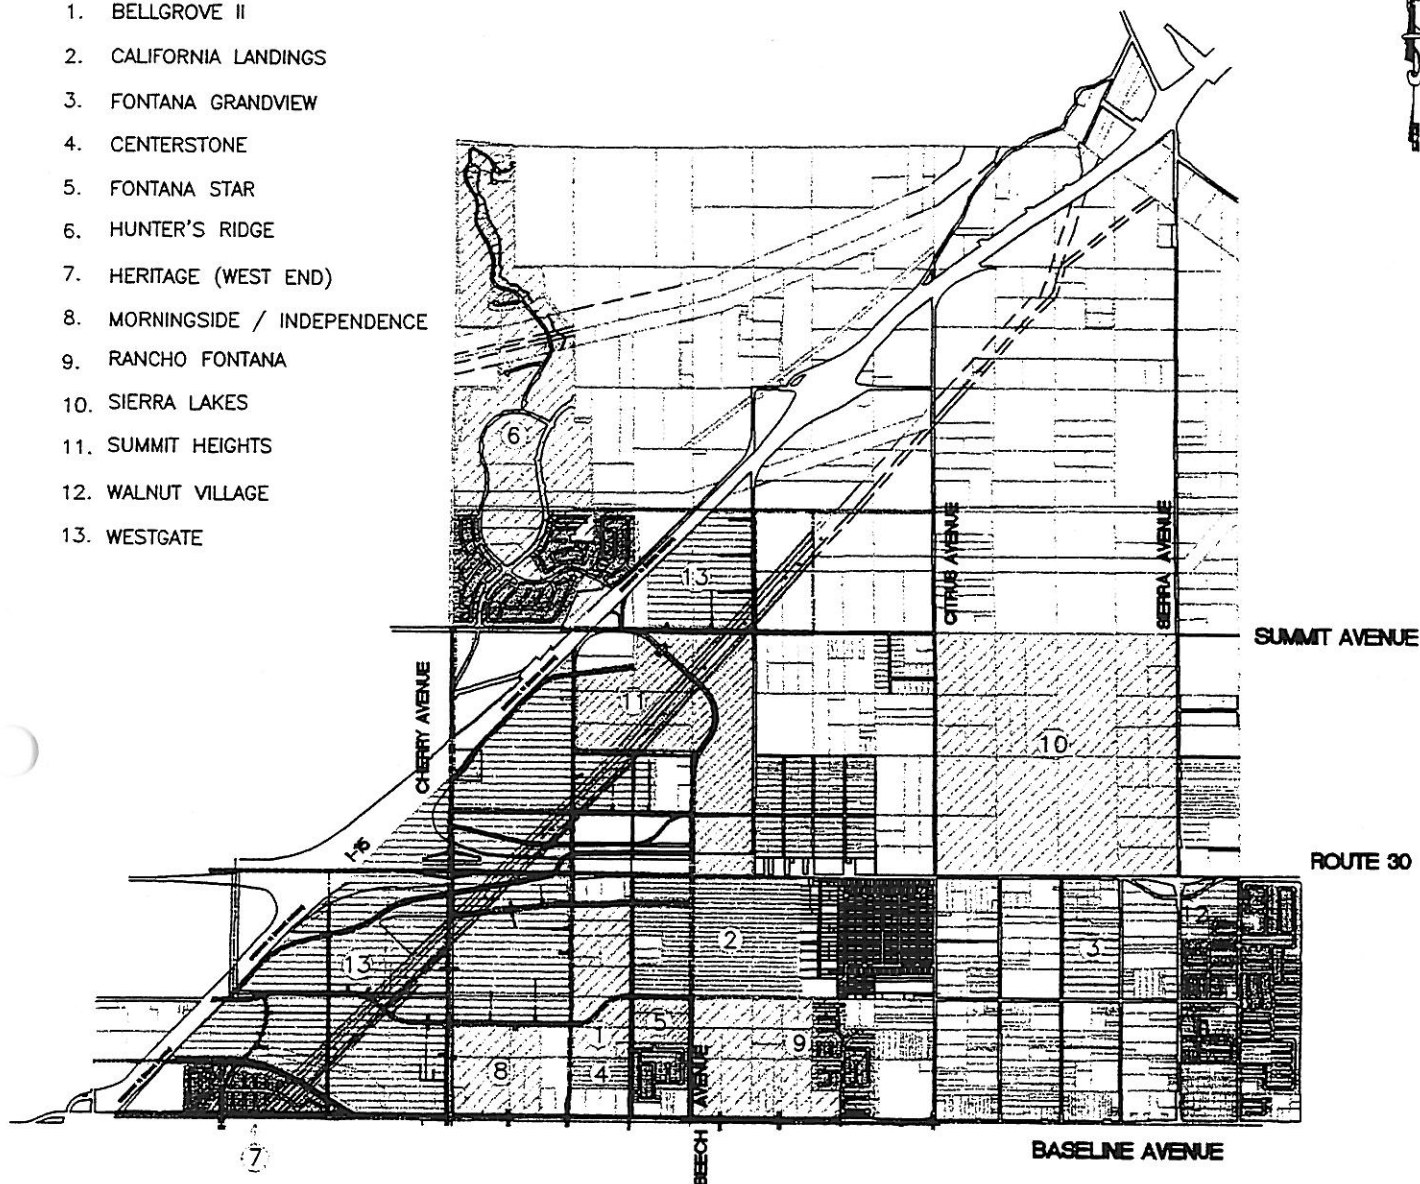 1. BELLGROVE II
2. CALIFORNIA LANDINGS
3. FONTANA GRANDVIEW
4. CENTERSTONE
5. FONTANA STAR
6. HUNTER'S RIDGE
7. HERITAGE (WEST END)
8. MORNINGSIDE / INDEPENDENCE
9. RANCHO FONTANA
10. SIERRA LAKES
11. SUMMIT HEIGHTS
12. WALNUT VILLAGE
13. WESTGATE
6
CITRUS AVENUE
SIERRA AVENUE
13
SUMMIT AVENUE
CHERRY AVENUE
11
10
I-15
ROUTE 30
12
2
3
13
5
1
9
8
4
BEECH AVENUE
BASELINE AVENUE
7